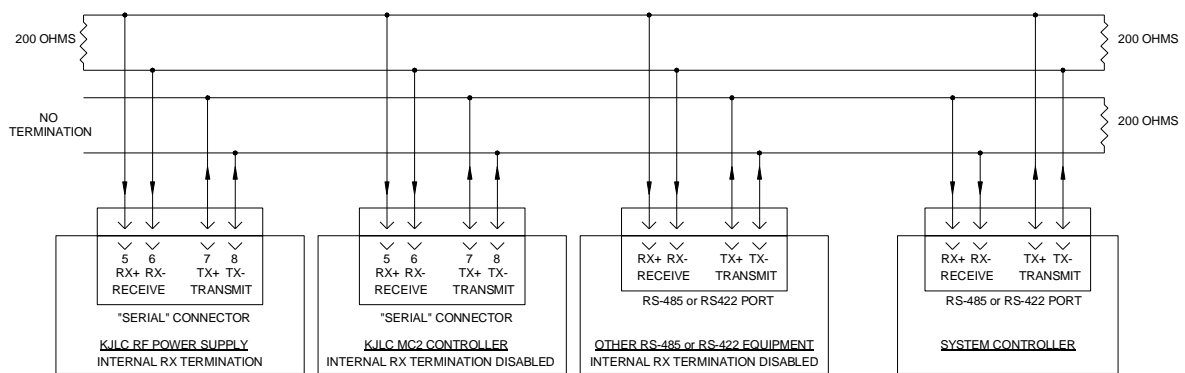 200 OHMS
200 OHMS
NO
TERMINATION
200 OHMS
5 6 7 8
RX+ RX- TX+ TX-
RECEIVE TRANSMIT
"SERIAL" CONNECTOR
KJLC RF POWER SUPPLY
INTERNAL RX TERMINATION
5 6 7 8
RX+ RX- TX+ TX-
RECEIVE TRANSMIT
"SERIAL" CONNECTOR
KJLC MC2 CONTROLLER
INTERNAL RX TERMINATION DISABLED
RX+ RX- TX+ TX-
RECEIVE TRANSMIT
RS-485 or RS422 PORT
OTHER RS-485 or RS-422 EQUIPMENT
INTERNAL RX TERMINATION DISABLED
RX+ RX- TX+ TX-
RECEIVE TRANSMIT
RS-485 or RS-422 PORT
SYSTEM CONTROLLER